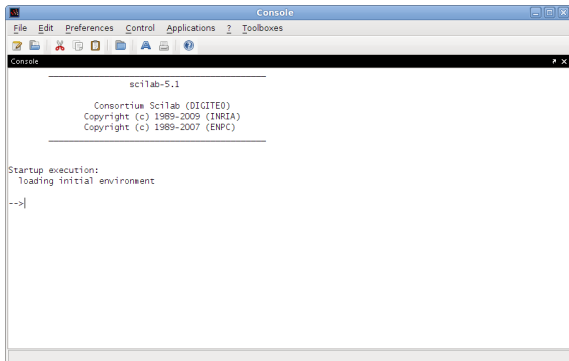 Console
File Edit Preferences Control Applications ? Toolboxes
Console
scilab-5.1
Consortium Scilab (DIGITEO)
Copyright (c) 1989-2009 (INRIA)
Copyright (c) 1989-2007 (ENPC)
Startup execution:
loading initial environment
-->